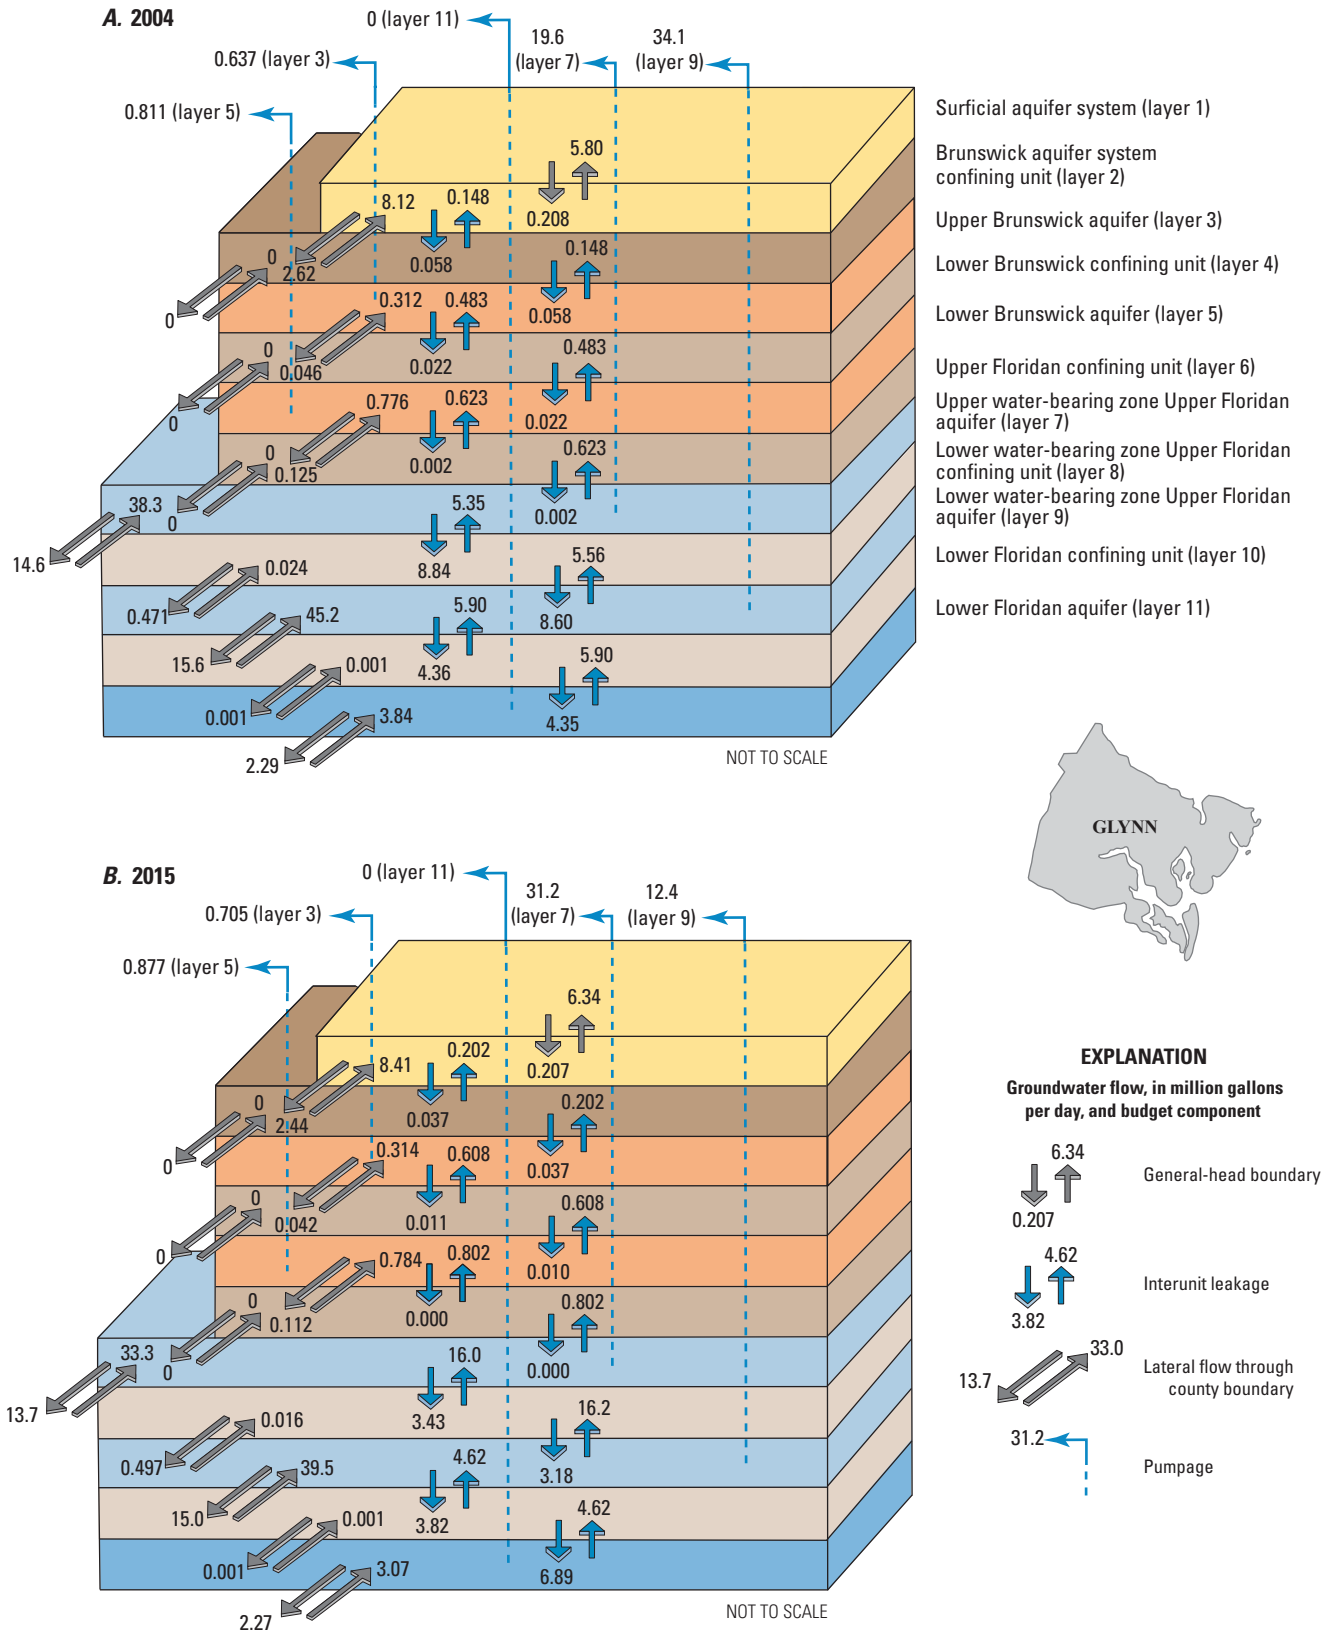 A. 2004
0 (layer 11)
19.6
(layer 7)
34.1
(layer 9)
0.637 (layer 3)
0.811 (layer 5)
Surficial aquifer system (layer 1)
Brunswick aquifer system
confining unit (layer 2)
Upper Brunswick aquifer (layer 3)
Lower Brunswick confining unit (layer 4)
Lower Brunswick aquifer (layer 5)
Upper Floridan confining unit (layer 6)
Upper water-bearing zone Upper Floridan
aquifer (layer 7)
Lower water-bearing zone Upper Floridan
confining unit (layer 8)
Lower water-bearing zone Upper Floridan
aquifer (layer 9)
Lower Floridan confining unit (layer 10)
Lower Floridan aquifer (layer 11)
5.80
0.208
8.12
0.148
0.058
0
2.62
0
0.148
0.058
0.312
0.483
0.022
0
0.046
0
0.483
0.022
0.776
0.623
0.002
0
0.125
0
0.623
0.002
38.3
14.6
5.35
8.84
0.024
0.471
5.56
8.60
45.2
15.6
5.90
4.36
0.001
0.001
5.90
4.35
3.84
2.29
NOT TO SCALE
GLYNN
B. 2015
0 (layer 11)
31.2
(layer 7)
12.4
(layer 9)
0.705 (layer 3)
0.877 (layer 5)
6.34
0.207
8.41
0.202
0.037
0
2.44
0
0.202
0.037
0.314
0.608
0.011
0
0.042
0
0.608
0.010
0.784
0.802
0.000
0
0.112
0
0.802
0.000
33.3
13.7
16.0
3.43
0.016
0.497
16.2
3.18
39.5
15.0
4.62
3.82
0.001
0.001
4.62
6.89
3.07
2.27
NOT TO SCALE
EXPLANATION
Groundwater flow, in million gallons
per day, and budget component
6.34
0.207
General-head boundary
4.62
3.82
Interunit leakage
33.0
13.7
Lateral flow through
county boundary
31.2
Pumpage